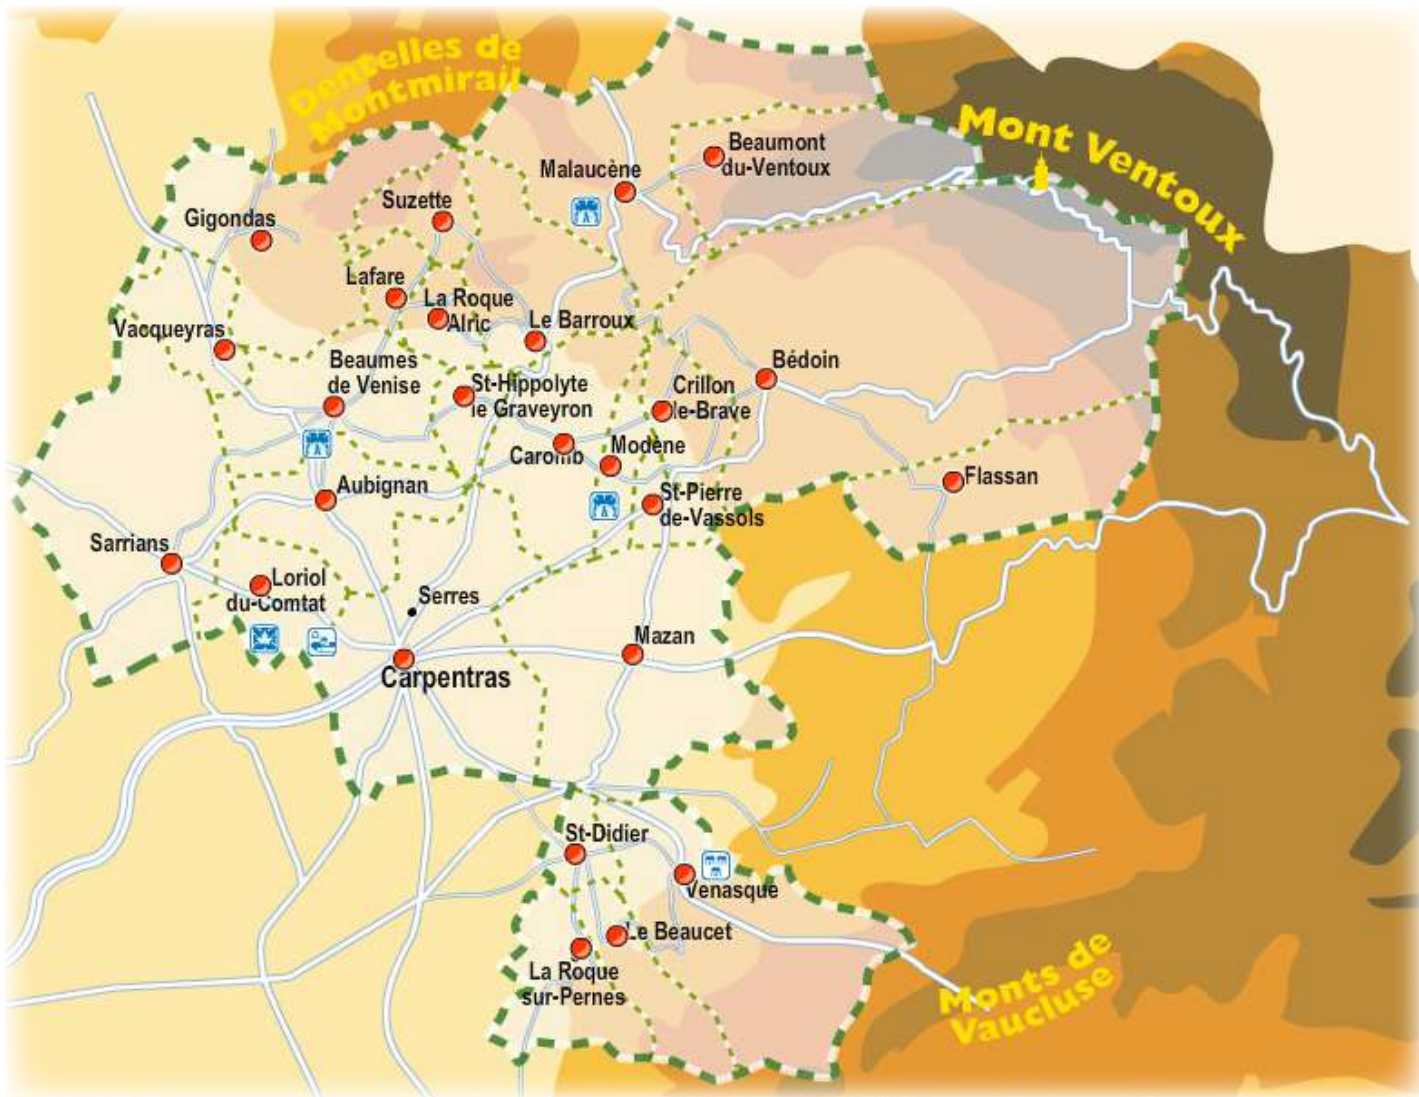 Dentelles de
Montmirail
Mont Ventoux
Beaumont
du-Ventoux
Malaucène
Suzette
Gigondas
Lafare
La Roque
Alric
Le Barroux
Vacqueyras
Beaumes
de Venise
St-Hippolyte
le Graveyron
Crillon
le-Brave
Bédoin
Caromb
Modène
Flassan
Aubignan
St-Pierre
de-Vassols
Sarrians
Loriol
du-Comtat
Serres
Mazan
Carpentras
St-Didier
Venasque
Le Beaucet
La Roque
sur-Pernes
Monts de
Vaucluse